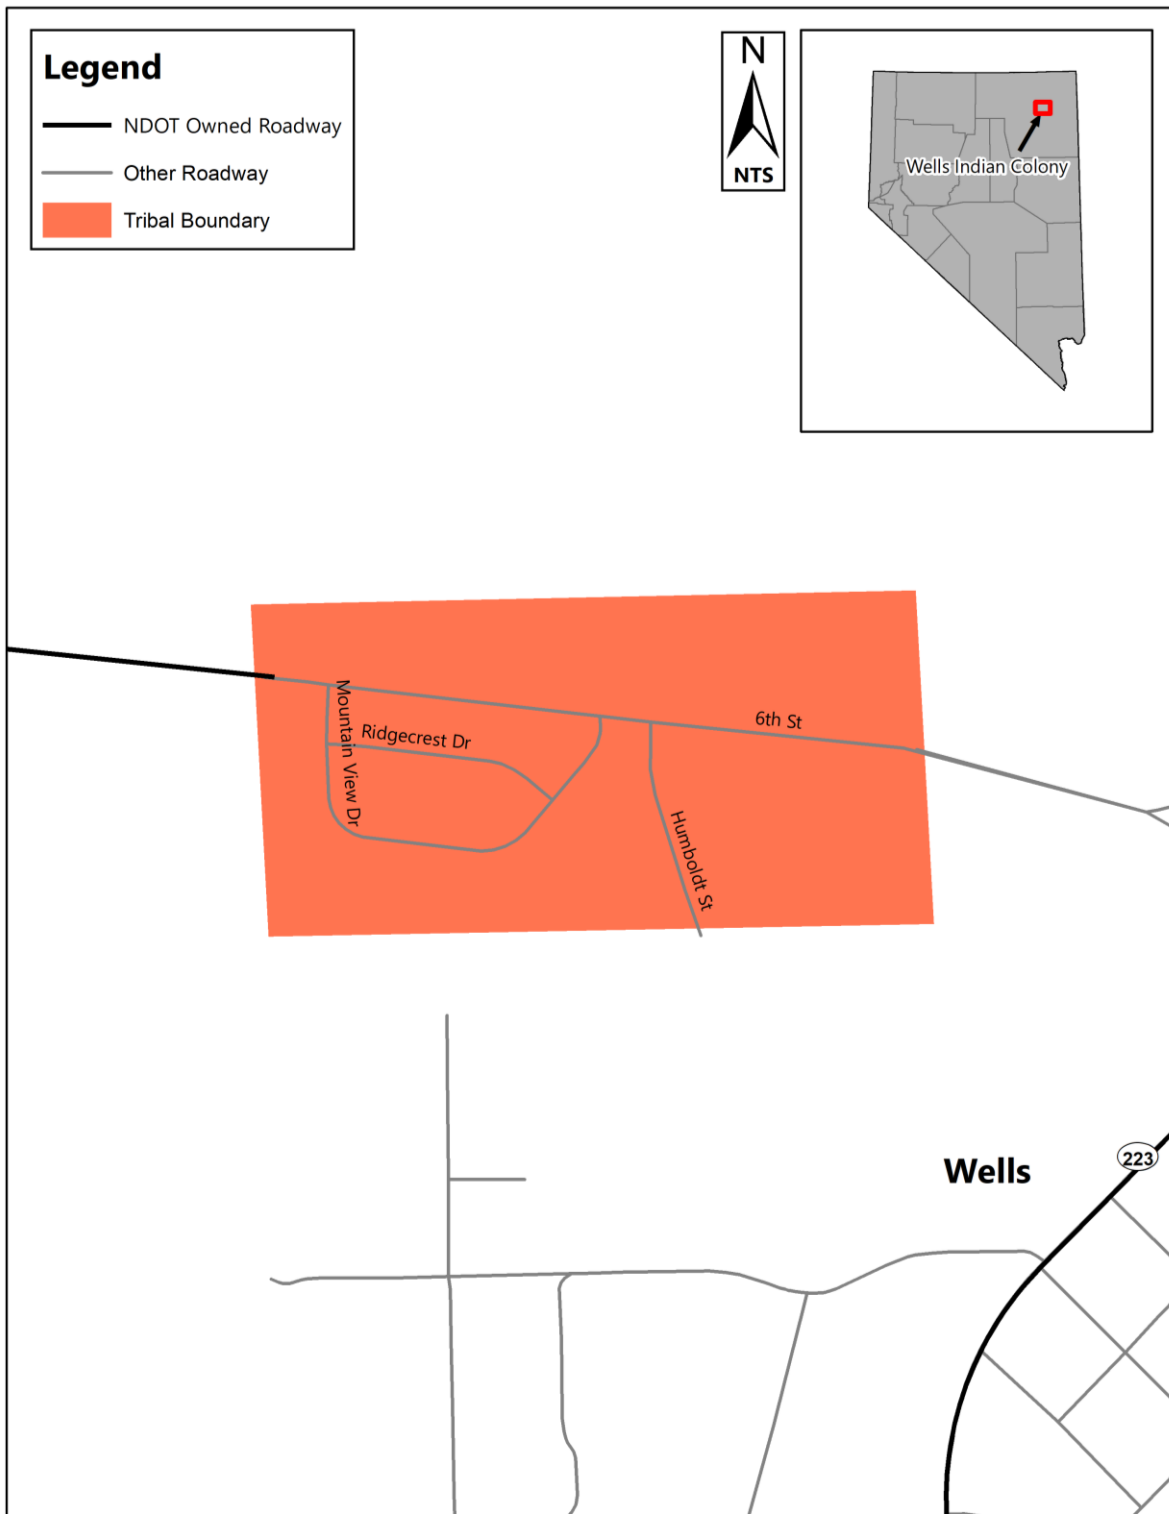 Legend
NDOT Owned Roadway
Other Roadway
Tribal Boundary
N
NTS
Wells Indian Colony
6th St
Mountain View Dr
Ridgecrest Dr
Humboldt St
Wells
223